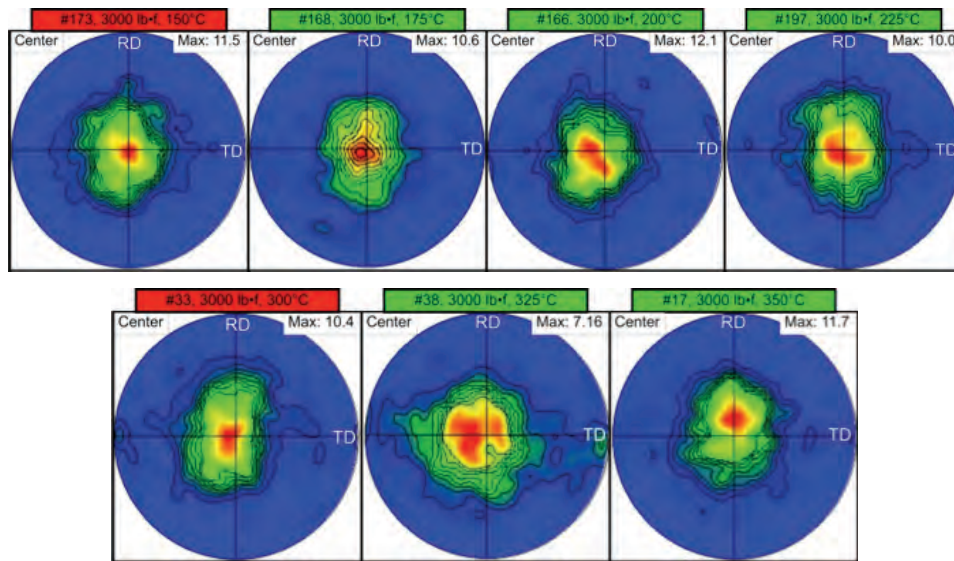 #173, 3000 lb•f, 150°C
Center
RD
Max: 11.5
TD
#168, 3000 lb•f, 175°C
Center
RD
Max: 10.6
TD
#166, 3000 lb•f, 200°C
Center
RD
Max: 12.1
TD
#197, 3000 lb•f, 225°C
Center
RD
Max: 10.0
TD
#33, 3000 lb•f, 300°C
Center
RD
Max: 10.4
TD
#38, 3000 lb•f, 325°C
Center
RD
Max: 7.16
TD
#17, 3000 lb•f, 350°C
Center
RD
Max: 11.7
TD